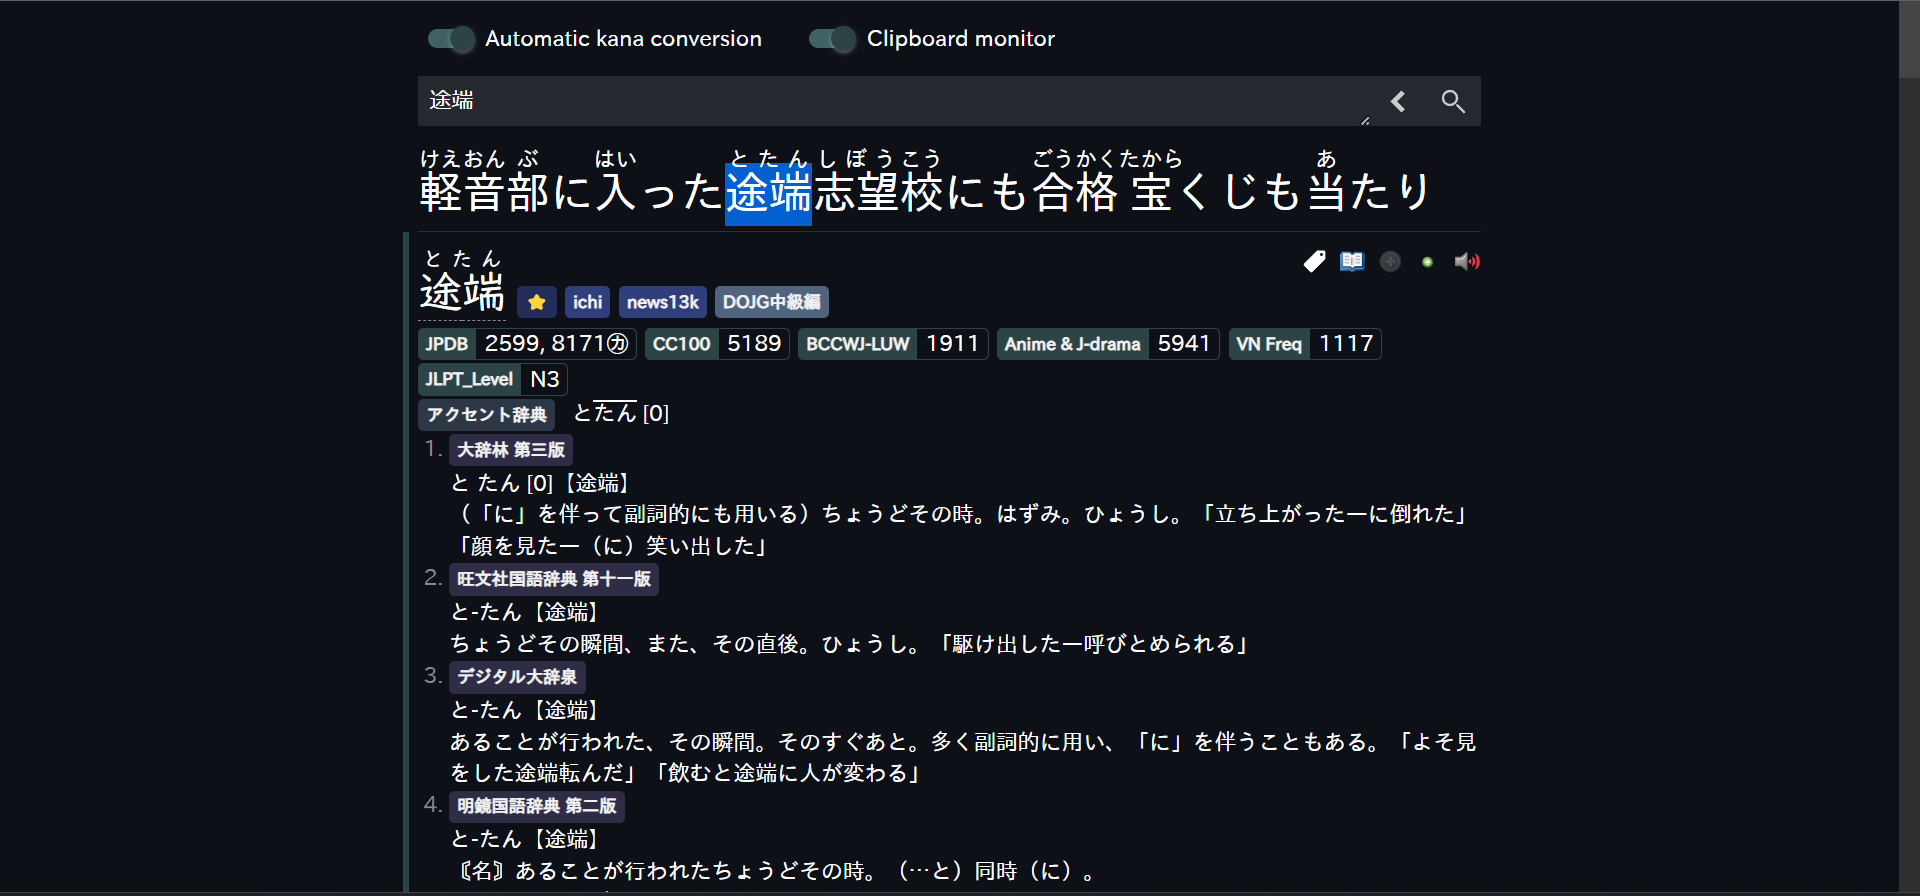 Automatic kana conversion Clipboard monitor
途端
けえおん ぶ はい とたん しぼうこう ごうかく たから あ
軽音部に入った途端志望校にも合格 宝くじも当たり
とたん
途端 ichi news13k DOJG中級編
JPDB 2599, 8171㋕ CC100 5189 BCCWJ-LUW 1911 Anime & J-drama 5941 VN Freq 1117
JLPT_Level N3
アクセント辞典 とたん [0]
1. 大辞林 第三版
と たん [0]【途端】
（「に」を伴って副詞的にも用いる）ちょうどその時。はずみ。ひょうし。「立ち上がった―に倒れた」
「顔を見た―（に）笑い出した」
2. 旺文社国語辞典 第十一版
と-たん【途端】
ちょうどその瞬間、また、その直後。ひょうし。「駆け出した―呼びとめられる」
3. デジタル大辞泉
と-たん【途端】
あることが行われた、その瞬間。そのすぐあと。多く副詞的に用い、「に」を伴うこともある。「よそ見
をした途端転んだ」「飲むと途端に人が変わる」
4. 明鏡国語辞典 第二版
と-たん【途端】
〘名〙あることが行われたちょうどその時。（…と）同時（に）。